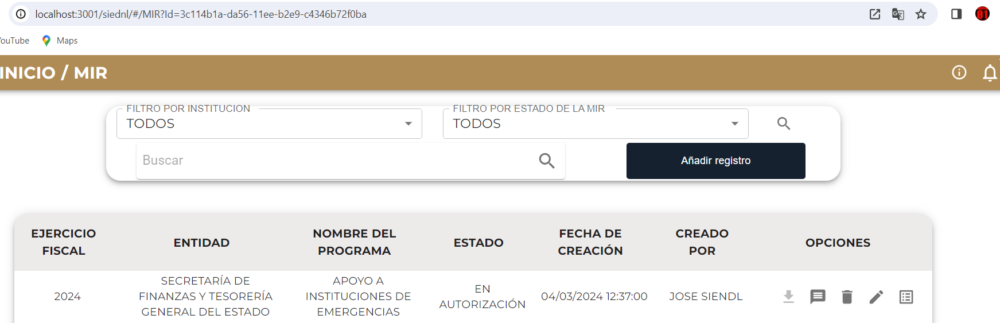 localhost:3001/siednl/#/MIR?Id=3c114b1a-da56-11ee-b2e9-c4346b72f0ba
ouTube Maps
INICIO / MIR
FILTRO POR INSTITUCION FILTRO POR ESTADO DE LA MIR
TODOS TODOS
Buscar Añadir registro
EJERCICIO FISCAL
ENTIDAD
NOMBRE DEL PROGRAMA
ESTADO
FECHA DE CREACIÓN
CREADO POR
OPCIONES
2024
SECRETARÍA DE
FINANZAS Y TESORERÍA
GENERAL DEL ESTADO
APOYO A
INSTITUCIONES DE
EMERGENCIAS
EN
AUTORIZACIÓN
04/03/2024 12:37:00
JOSE SIENDL